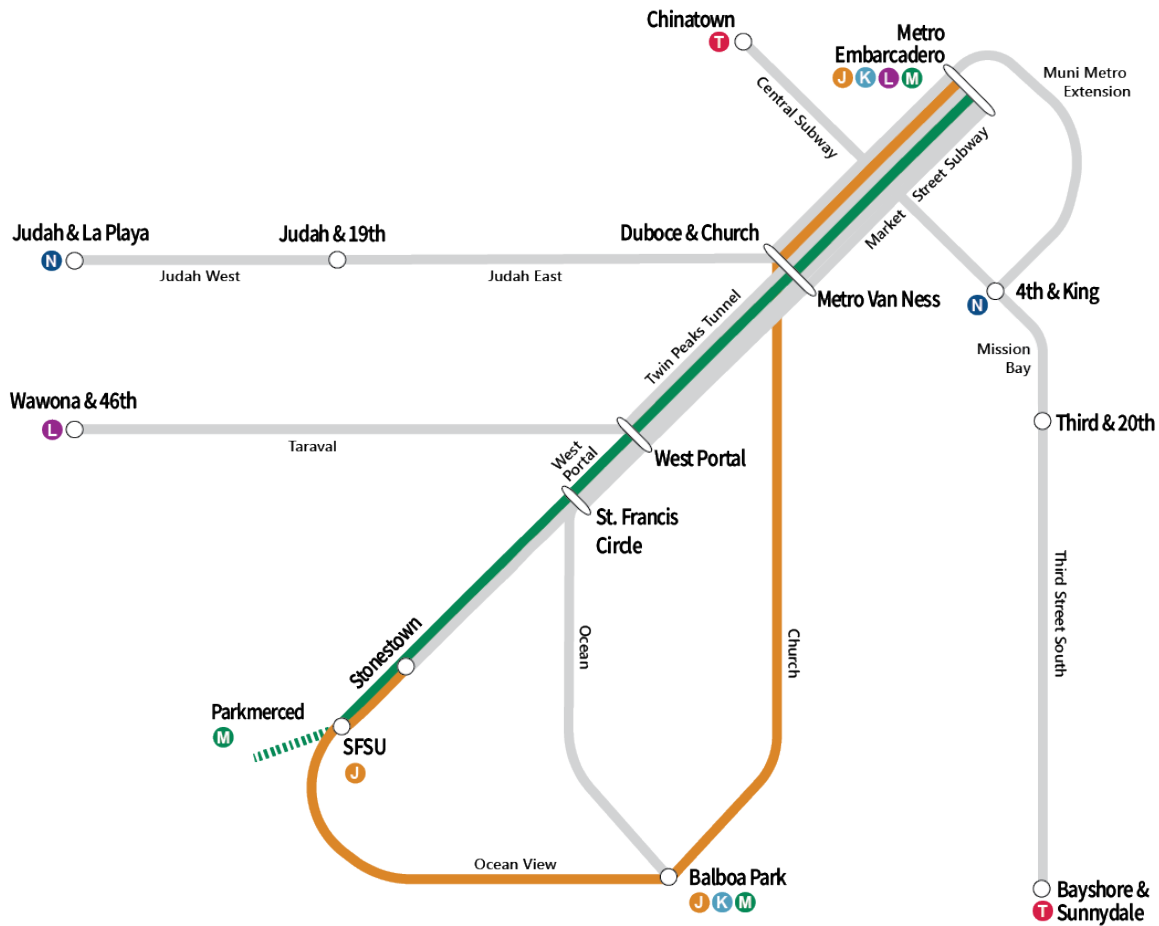 Chinatown
T
Metro
Embarcadero
J K L M
Muni Metro
Extension
Central Subway
Market Street Subway
Judah & La Playa
N
Judah & 19th
Duboce & Church
Judah West
Judah East
Metro Van Ness
4th & King
N
Twin Peaks Tunnel
Mission
Bay
Wawona & 46th
L
Taraval
Third & 20th
West
Portal
West Portal
St. Francis
Circle
Stonestown
Ocean
Church
Third Street South
Parkmerced
M
SFSU
J
Ocean View
Balboa Park
J K M
Bayshore &
Sunnydale
T